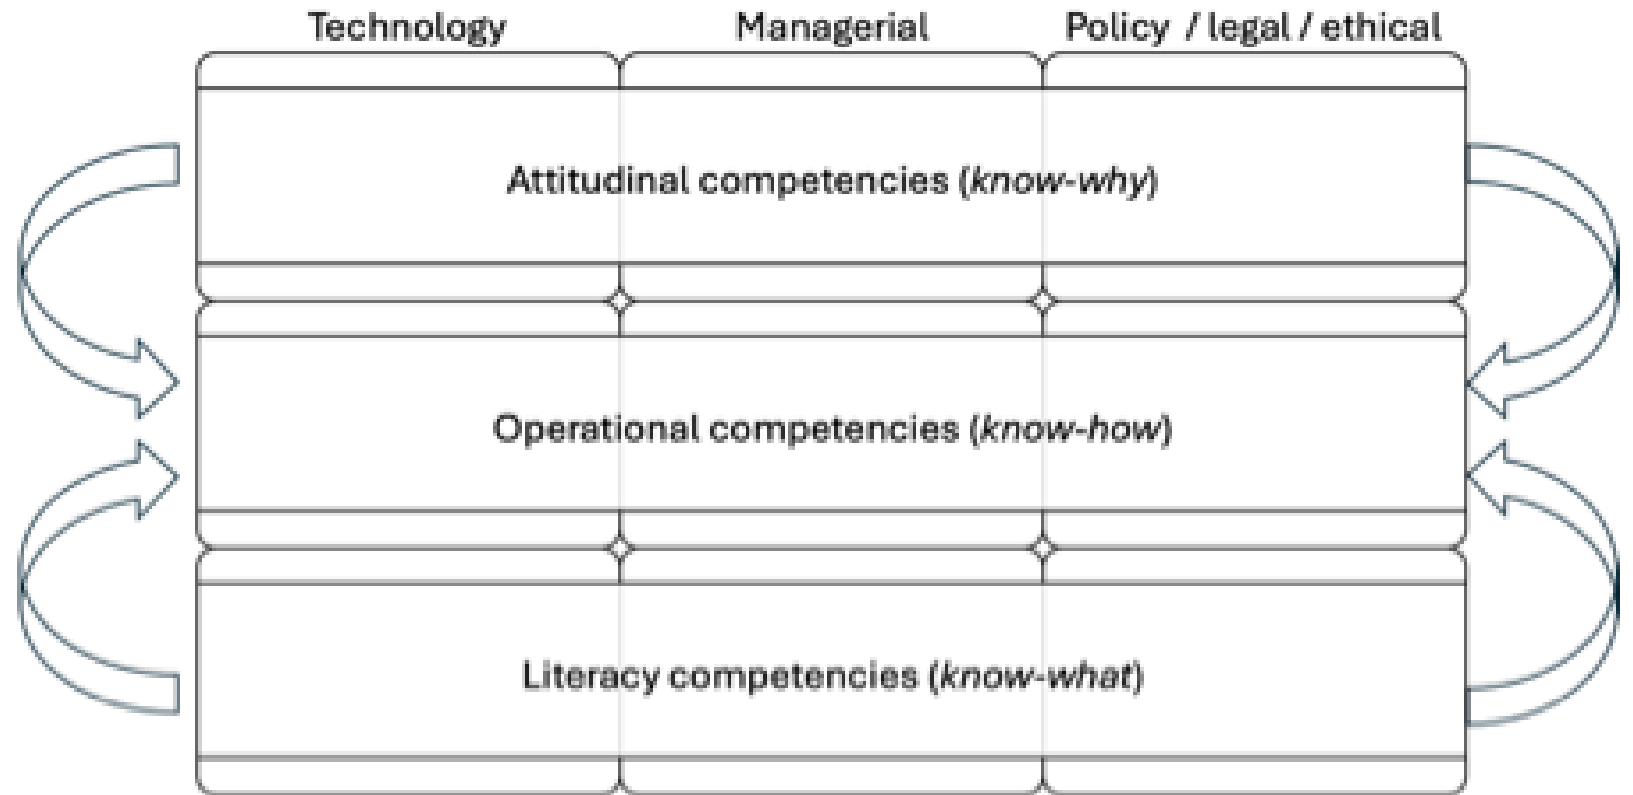 Technology Managerial Policy / legal / ethical
Attitudinal competencies (know-why)
Operational competencies (know-how)
Literacy competencies (know-what)